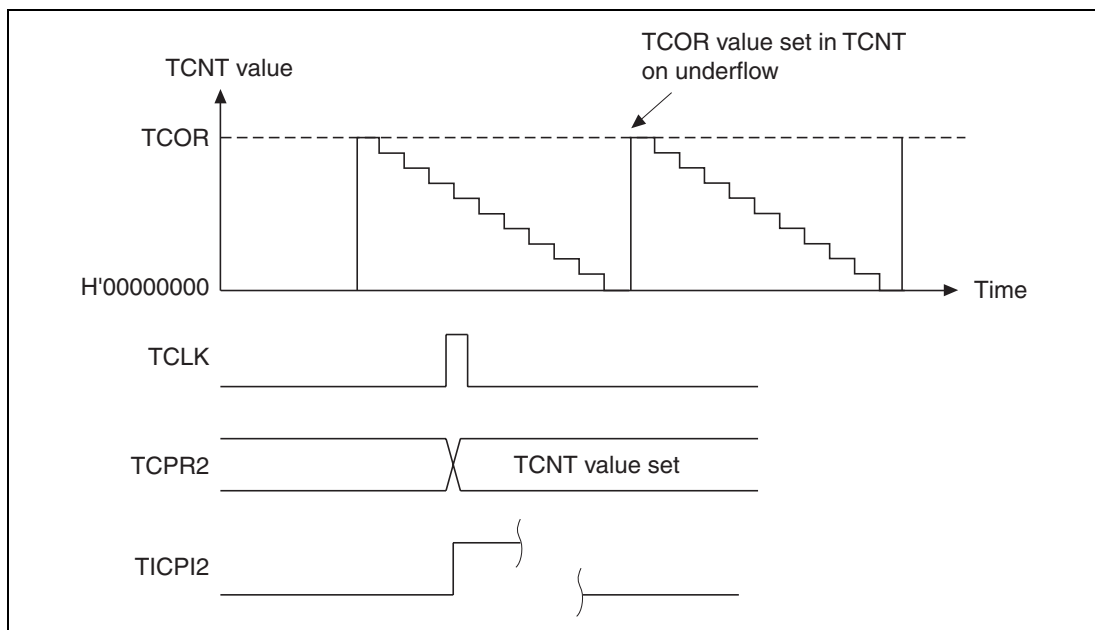 TCOR value set in TCNT
on underflow
TCNT value
TCOR
H'00000000
Time
TCLK
TCPR2
TCNT value set
TICPI2